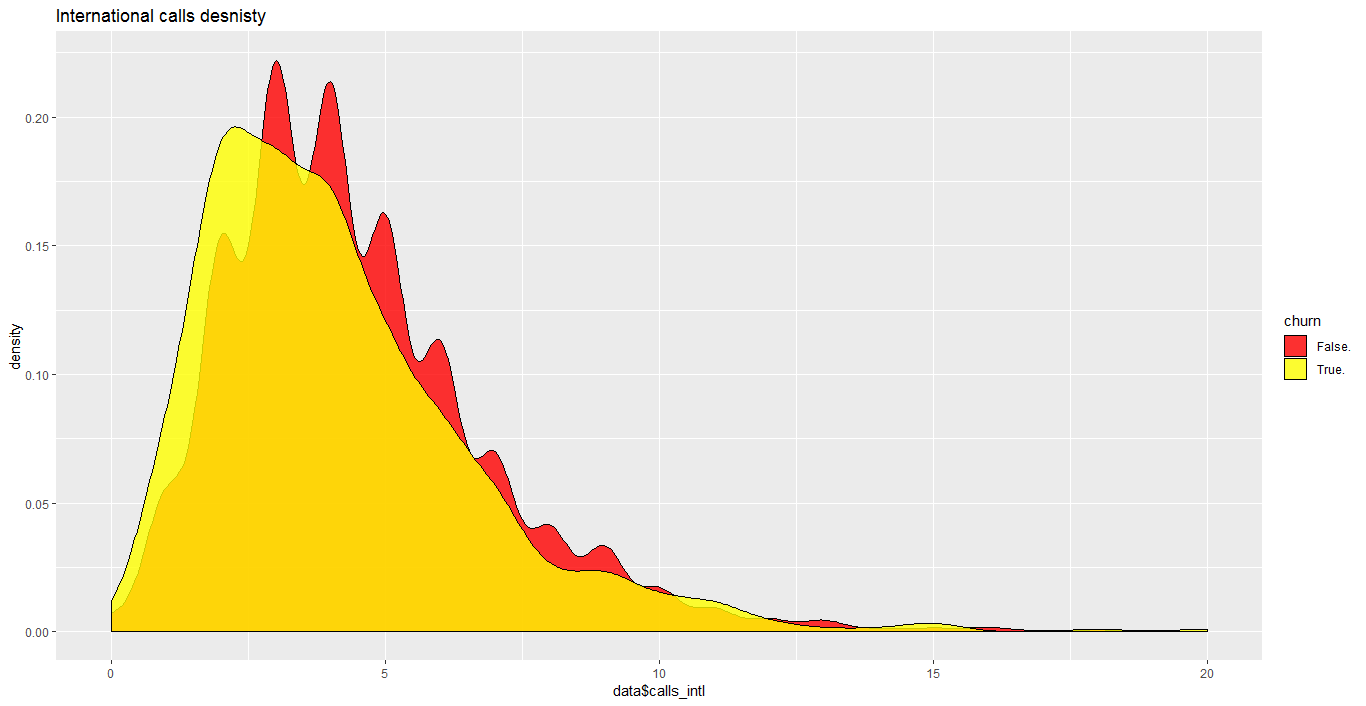 International calls desnisty
0.20
0.15
0.10
0.05
0.00
density
0 5 10 15 20
data$calls_intl
churn
False.
True.